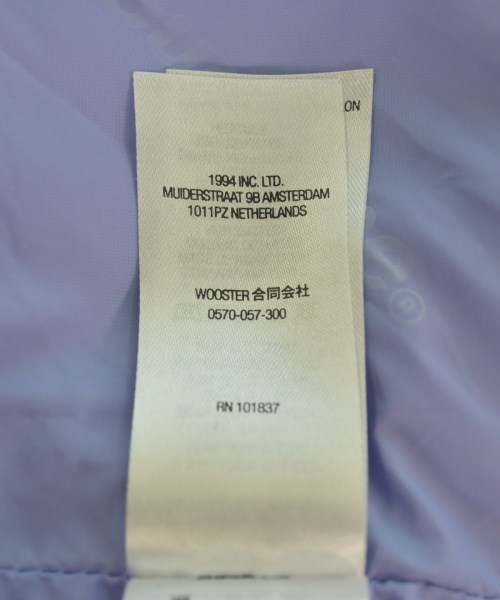 ON
1994 INC. LTD.
MUIDERSTRAAT 9B AMSTERDAM
1011PZ NETHERLANDS
WOOSTER 合同会社
0570-057-300
RN 101837